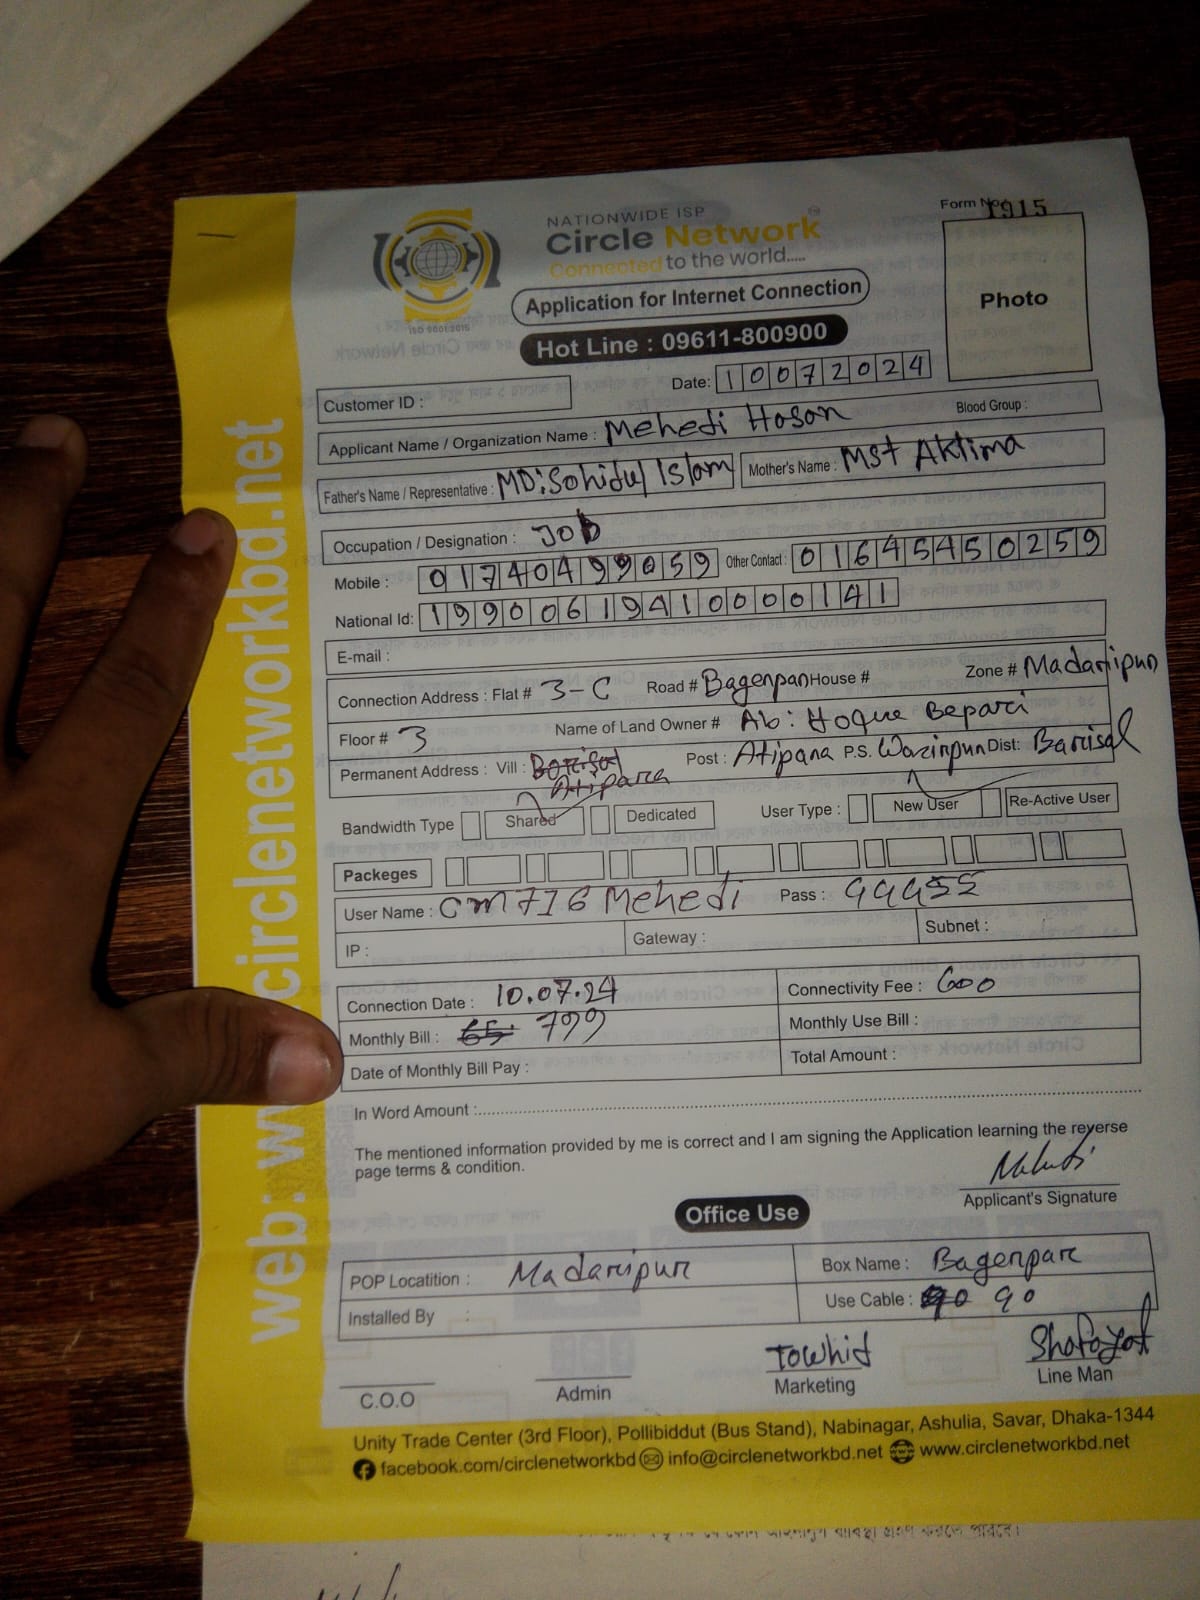 Form No. 1915
NATIONWIDE ISP
Circle Network
Connected to the world.....
ISO 9001:2015
Application for Internet Connection
Photo
Hot Line : 09611-800900
Customer ID :
Date: 10072024
Applicant Name / Organization Name : Mehedi Hasan Blood Group :
Father's Name / Representative : MD: Sohidul Islam Mother's Name : Mst Aklima
Occupation / Designation : Job
Mobile : 01740499059 Other Contact : 01645450259
National Id: 19900619410000141
E-mail :
Connection Address : Flat # 3-C Road # Bagerpar House # Zone # Madaripur
Floor # 3 Name of Land Owner # Ab: Hoque Bepari
Permanent Address : Vill : Barisal Atipara Post : Atipara P.S. Wazirpur Dist: Barisal
Bandwidth Type Shared Dedicated User Type : New User Re-Active User
Packeges
User Name : CM716 Mehedi Pass :
IP : Gateway : Subnet :
Connection Date : 10.07.24 Connectivity Fee : 600
Monthly Bill : 65 799 Monthly Use Bill :
Date of Monthly Bill Pay : Total Amount :
In Word Amount :
The mentioned information provided by me is correct and I am signing the Application learning the reverse
page terms & condition.
Applicant's Signature
Office Use
POP Locatition : Madaripur Box Name : Bagerpar
Installed By : Use Cable : 90
C.O.O
Admin
Towhid
Marketing
Shafayat
Line Man
Unity Trade Center (3rd Floor), Pollibiddut (Bus Stand), Nabinagar, Ashulia, Savar, Dhaka-1344
facebook.com/circlenetworkbd info@circlenetworkbd.net www.circlenetworkbd.net
web: www.circlenetworkbd.net